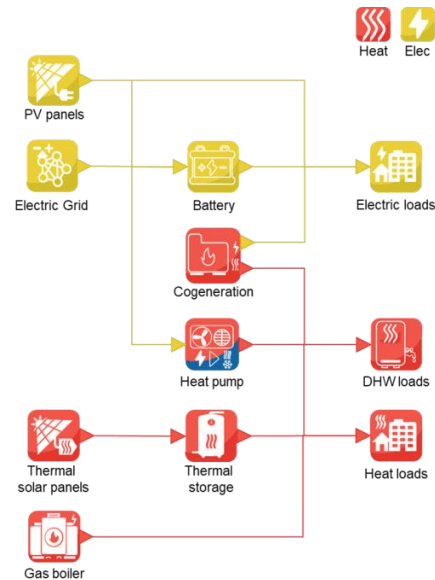 Heat Elec
PV panels
Electric Grid Battery Electric loads
Cogeneration
Heat pump DHW loads
Thermal
solar panels
Thermal
storage
Heat loads
Gas boiler